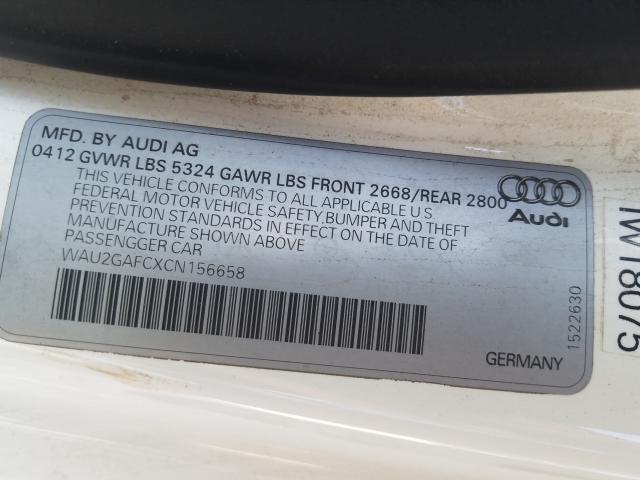 MFD. BY AUDI AG
0412 GVWR LBS 5324 GAWR LBS FRONT 2668/REAR 2800
THIS VEHICLE CONFORMS TO ALL APPLICABLE U.S
FEDERAL MOTOR VEHICLE SAFETY,BUMPER AND THEFT
PREVENTION STANDARDS IN EFFECT ON THE DATE OF
MANUFACTURE SHOWN ABOVE
PASSENGGER CAR
WAU2GAFCXCN156658
Audi
1522630
GERMANY
1W18075